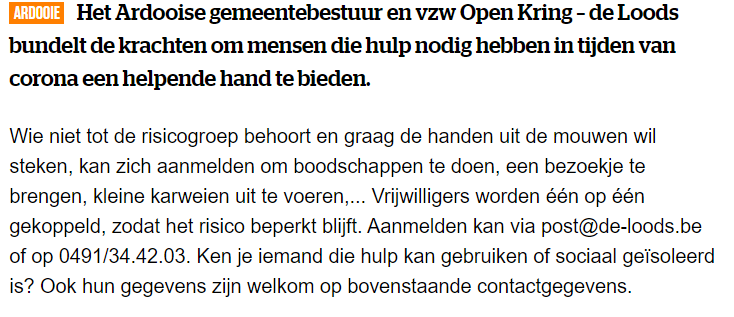 ARDOOIE Het Ardooise gemeentebestuur en vzw Open Kring – de Loods
bundelt de krachten om mensen die hulp nodig hebben in tijden van
corona een helpende hand te bieden.
Wie niet tot de risicogroep behoort en graag de handen uit de mouwen wil
steken, kan zich aanmelden om boodschappen te doen, een bezoekje te
brengen, kleine karweien uit te voeren,... Vrijwilligers worden één op één
gekoppeld, zodat het risico beperkt blijft. Aanmelden kan via post@de-loods.be
of op 0491/34.42.03. Ken je iemand die hulp kan gebruiken of sociaal geïsoleerd
is? Ook hun gegevens zijn welkom op bovenstaande contactgegevens.